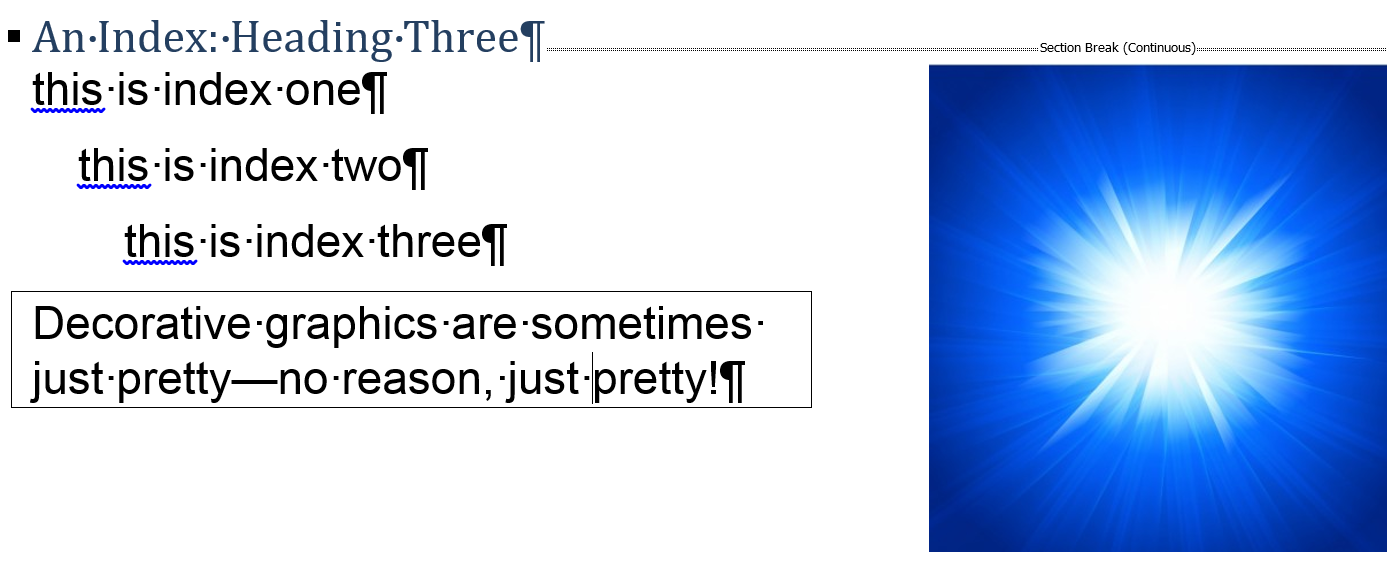 An Index: Heading Three¶
Section Break (Continuous)
this is index one¶
this is index two¶
this is index three¶
Decorative graphics are sometimes
just pretty—no reason, just pretty!¶